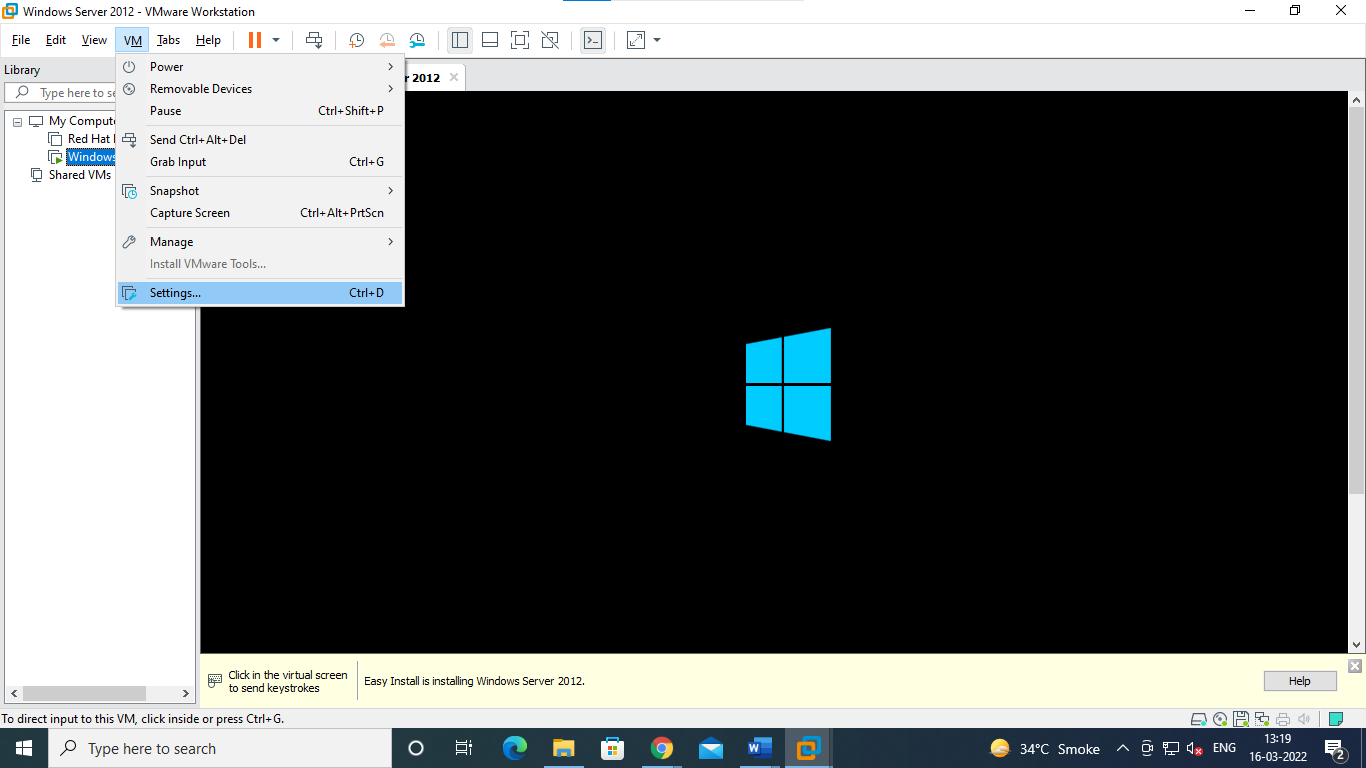 Windows Server 2012 - VMware Workstation
File Edit View VM Tabs Help
Library
Type here to se
r 2012
My Compute
Red Hat
Windows
Shared VMs
Power
Removable Devices
Pause Ctrl+Shift+P
Send Ctrl+Alt+Del
Grab Input Ctrl+G
Snapshot
Capture Screen Ctrl+Alt+PrtScn
Manage
Install VMware Tools...
Settings... Ctrl+D
Click in the virtual screen
to send keystrokes
Easy Install is installing Windows Server 2012.
Help
To direct input to this VM, click inside or press Ctrl+G.
Type here to search
34°C Smoke
ENG
13:19
16-03-2022
2